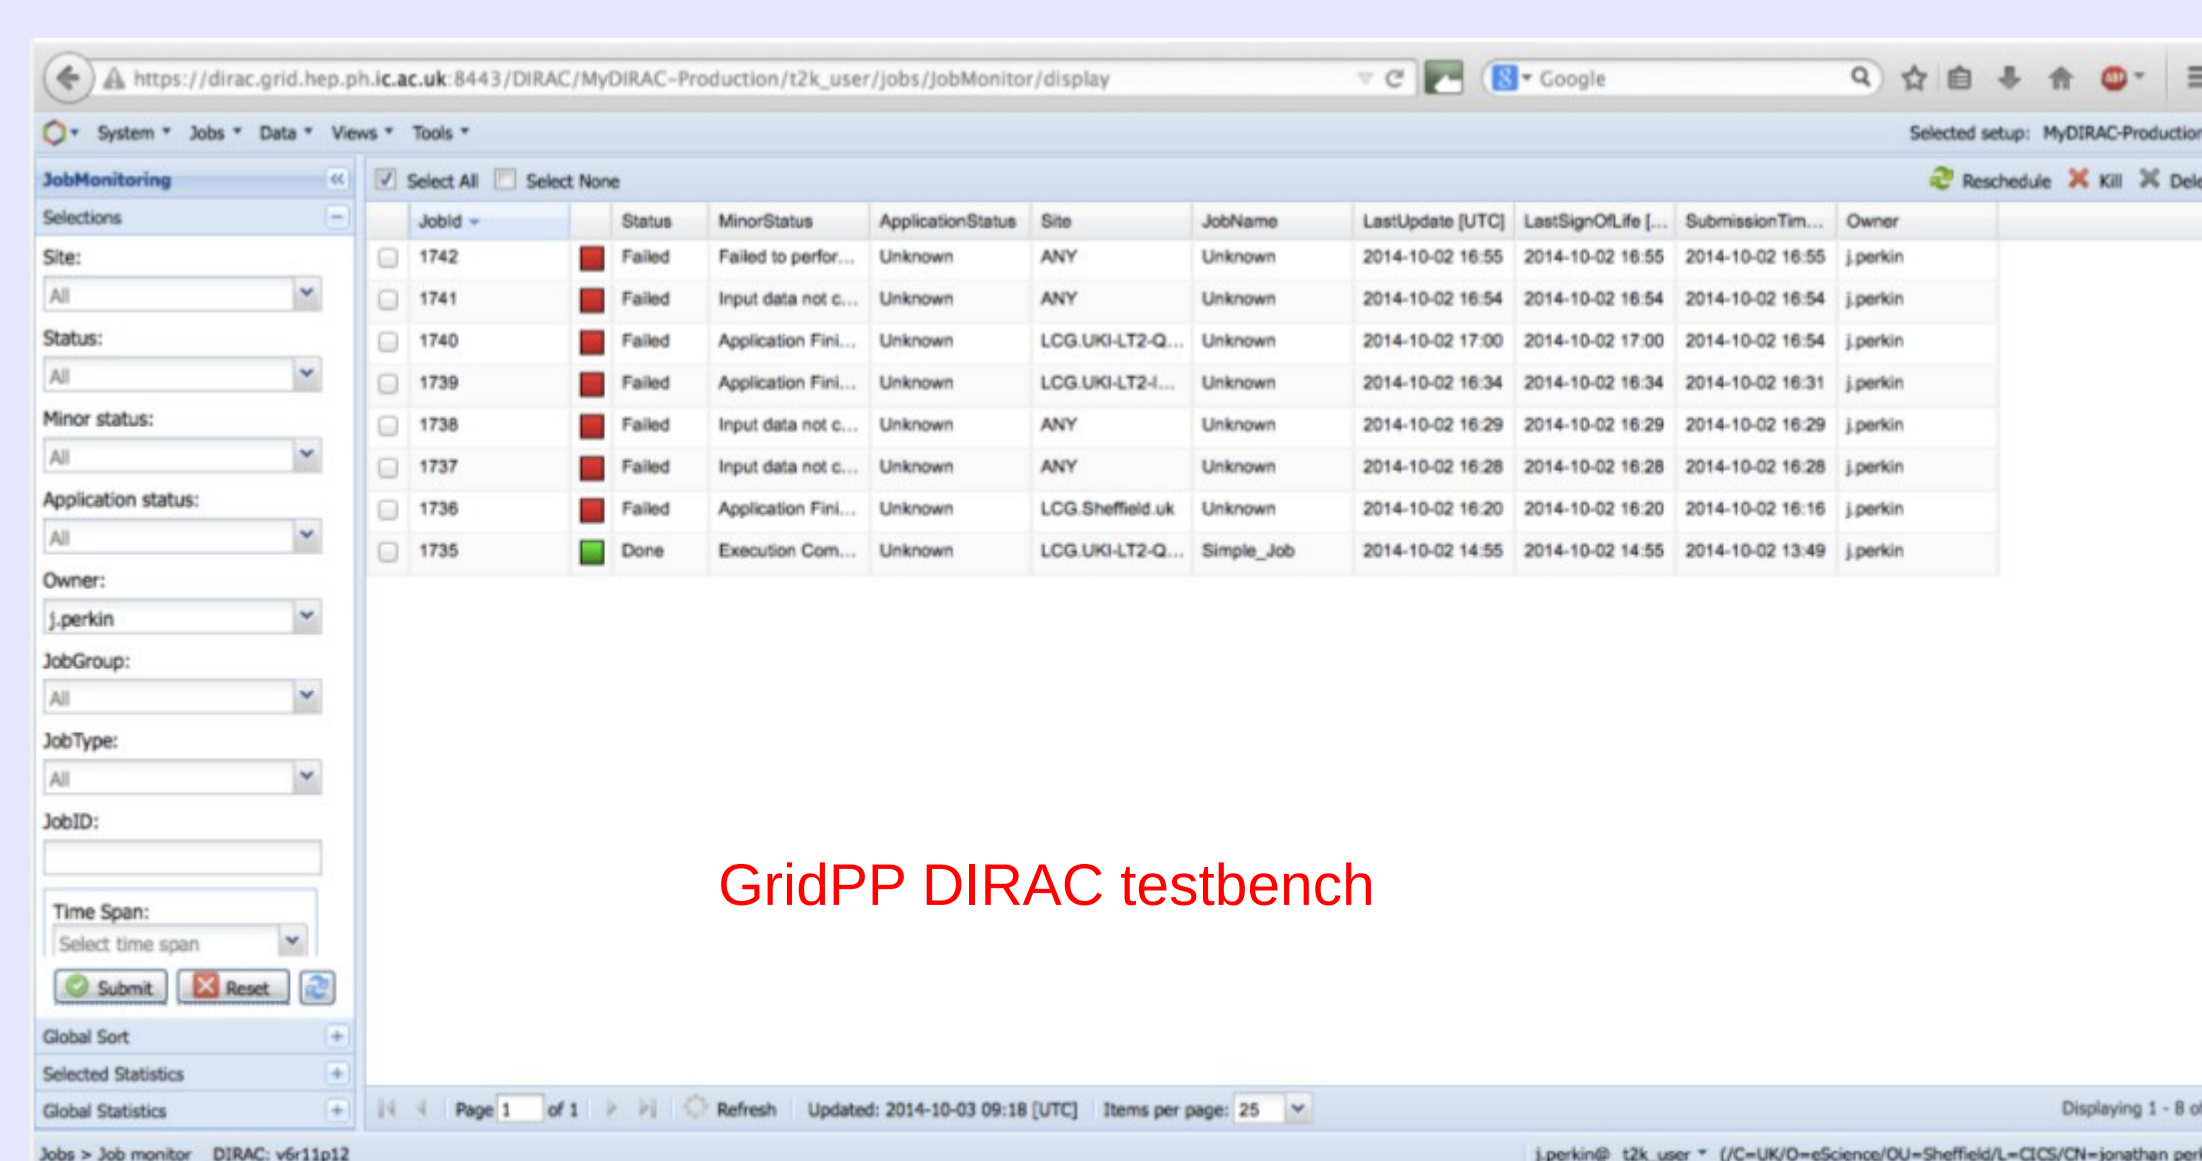 https://dirac.grid.hep.ph.ic.ac.uk:8443/DIRAC/MyDIRAC-Production/t2k_user/jobs/JobMonitor/display
Google
System Jobs Data Views Tools
Selected setup: MyDIRAC-Production
JobMonitoring
Select All Select None
Reschedule Kill Dele
Selections
JobId Status MinorStatus ApplicationStatus Site JobName LastUpdate [UTC] LastSignOfLife [... SubmissionTim... Owner
1742 Failed Failed to perfor... Unknown ANY Unknown 2014-10-02 16:55 2014-10-02 16:55 2014-10-02 16:55 j.perkin
1741 Failed Input data not c... Unknown ANY Unknown 2014-10-02 16:54 2014-10-02 16:54 2014-10-02 16:54 j.perkin
1740 Failed Application Fini... Unknown LCG.UKI-LT2-Q... Unknown 2014-10-02 17:00 2014-10-02 17:00 2014-10-02 16:54 j.perkin
1739 Failed Application Fini... Unknown LCG.UKI-LT2-I... Unknown 2014-10-02 16:34 2014-10-02 16:34 2014-10-02 16:31 j.perkin
1738 Failed Input data not c... Unknown ANY Unknown 2014-10-02 16:29 2014-10-02 16:29 2014-10-02 16:29 j.perkin
1737 Failed Input data not c... Unknown ANY Unknown 2014-10-02 16:28 2014-10-02 16:28 2014-10-02 16:28 j.perkin
1736 Failed Application Fini... Unknown LCG.Sheffield.uk Unknown 2014-10-02 16:20 2014-10-02 16:20 2014-10-02 16:16 j.perkin
1735 Done Execution Com... Unknown LCG.UKI-LT2-Q... Simple_Job 2014-10-02 14:55 2014-10-02 14:55 2014-10-02 13:49 j.perkin
Site:
All
Status:
All
Minor status:
All
Application status:
All
Owner:
j.perkin
JobGroup:
All
JobType:
All
JobID:
Time Span:
Select time span
Submit Reset
Global Sort
Selected Statistics
Global Statistics
GridPP DIRAC testbench
Page 1 of 1 Refresh Updated: 2014-10-03 09:18 [UTC] Items per page: 25
Displaying 1 - 8 of
Jobs > Job monitor DIRAC: v6r11p12
j.perkin@ t2k_user (/C=UK/O=eScience/OU=Sheffield/L=CICS/CN=jonathan perk